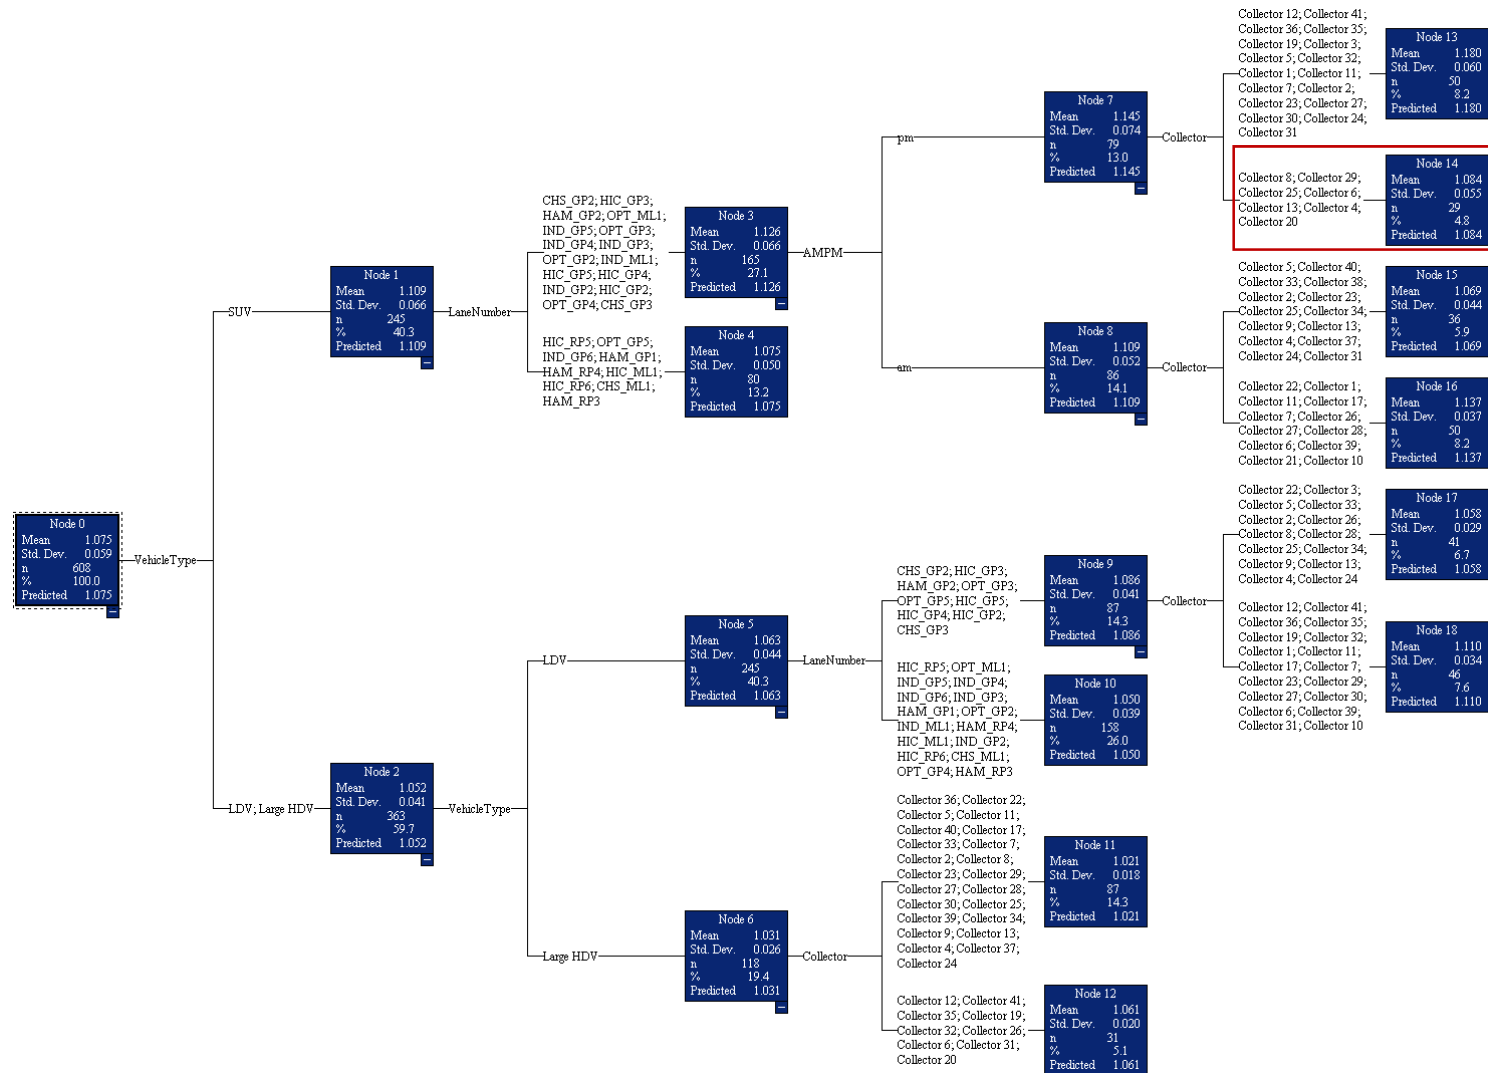 Node 0
Mean 1.075
Std. Dev. 0.059
n 608
% 100.0
Predicted 1.075
VehicleType
SUV
Node 1
Mean 1.109
Std. Dev. 0.066
n 245
% 40.3
Predicted 1.109
LaneNumber
CHS_GP2; HIC_GP3;
HAM_GP2; OPT_ML1;
IND_GP5; OPT_GP3;
IND_GP4; IND_GP3;
OPT_GP2; IND_ML1;
HIC_GP5; HIC_GP4;
IND_GP2; HIC_GP2;
OPT_GP4; CHS_GP3
Node 3
Mean 1.126
Std. Dev. 0.066
n 165
% 27.1
Predicted 1.126
AMPM
pm
Node 7
Mean 1.145
Std. Dev. 0.074
n 79
% 13.0
Predicted 1.145
Collector
Collector 12; Collector 41;
Collector 36; Collector 35;
Collector 19; Collector 3;
Collector 5; Collector 32;
Collector 1; Collector 11;
Collector 7; Collector 2;
Collector 23; Collector 27;
Collector 30; Collector 24;
Collector 31
Node 13
Mean 1.180
Std. Dev. 0.060
n 50
% 8.2
Predicted 1.180
Collector 8; Collector 29;
Collector 25; Collector 6;
Collector 13; Collector 4;
Collector 20
Node 14
Mean 1.084
Std. Dev. 0.055
n 29
% 4.8
Predicted 1.084
am
Node 8
Mean 1.109
Std. Dev. 0.052
n 86
% 14.1
Predicted 1.109
Collector
Collector 5; Collector 40;
Collector 33; Collector 38;
Collector 2; Collector 23;
Collector 25; Collector 34;
Collector 9; Collector 13;
Collector 4; Collector 37;
Collector 24; Collector 31
Node 15
Mean 1.069
Std. Dev. 0.044
n 36
% 5.9
Predicted 1.069
Collector 22; Collector 1;
Collector 11; Collector 17;
Collector 7; Collector 26;
Collector 27; Collector 28;
Collector 6; Collector 39;
Collector 21; Collector 10
Node 16
Mean 1.137
Std. Dev. 0.037
n 50
% 8.2
Predicted 1.137
HIC_RP5; OPT_GP5;
IND_GP6; HAM_GP1;
HAM_RP4; HIC_ML1;
HIC_RP6; CHS_ML1;
HAM_RP3
Node 4
Mean 1.075
Std. Dev. 0.050
n 80
% 13.2
Predicted 1.075
LDV; Large HDV
Node 2
Mean 1.052
Std. Dev. 0.041
n 363
% 59.7
Predicted 1.052
VehicleType
LDV
Node 5
Mean 1.063
Std. Dev. 0.044
n 245
% 40.3
Predicted 1.063
LaneNumber
CHS_GP2; HIC_GP3;
HAM_GP2; OPT_GP3;
OPT_GP5; HIC_GP5;
HIC_GP4; HIC_GP2;
CHS_GP3
Node 9
Mean 1.086
Std. Dev. 0.041
n 87
% 14.3
Predicted 1.086
Collector
Collector 22; Collector 3;
Collector 5; Collector 33;
Collector 2; Collector 26;
Collector 8; Collector 28;
Collector 25; Collector 34;
Collector 9; Collector 13;
Collector 4; Collector 24
Node 17
Mean 1.058
Std. Dev. 0.029
n 41
% 6.7
Predicted 1.058
Collector 12; Collector 41;
Collector 36; Collector 35;
Collector 19; Collector 32;
Collector 1; Collector 11;
Collector 17; Collector 7;
Collector 23; Collector 29;
Collector 27; Collector 30;
Collector 6; Collector 39;
Collector 31; Collector 10
Node 18
Mean 1.110
Std. Dev. 0.034
n 46
% 7.6
Predicted 1.110
HIC_RP5; OPT_ML1;
IND_GP5; IND_GP4;
IND_GP6; IND_GP3;
HAM_GP1; OPT_GP2;
IND_ML1; HAM_RP4;
HIC_ML1; IND_GP2;
HIC_RP6; CHS_ML1;
OPT_GP4; HAM_RP3
Node 10
Mean 1.050
Std. Dev. 0.039
n 158
% 26.0
Predicted 1.050
Large HDV
Node 6
Mean 1.031
Std. Dev. 0.026
n 118
% 19.4
Predicted 1.031
Collector
Collector 36; Collector 22;
Collector 5; Collector 11;
Collector 40; Collector 17;
Collector 33; Collector 7;
Collector 2; Collector 8;
Collector 23; Collector 29;
Collector 27; Collector 28;
Collector 30; Collector 25;
Collector 39; Collector 34;
Collector 9; Collector 13;
Collector 4; Collector 37;
Collector 24
Node 11
Mean 1.021
Std. Dev. 0.018
n 87
% 14.3
Predicted 1.021
Collector 12; Collector 41;
Collector 35; Collector 19;
Collector 32; Collector 26;
Collector 6; Collector 31;
Collector 20
Node 12
Mean 1.061
Std. Dev. 0.020
n 31
% 5.1
Predicted 1.061